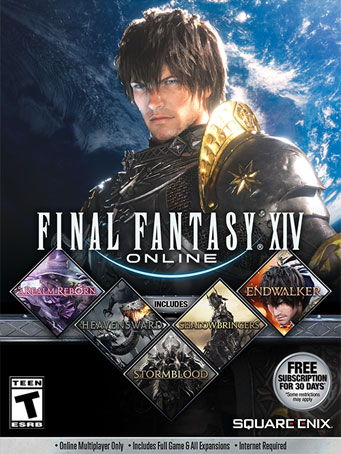 FINAL FANTASY® XIV
ONLINE
A REALM REBORN
INCLUDES
ENDWALKER
HEAVENSWARD
SHADOWBRINGERS
STORMBLOOD
FREE
SUBSCRIPTION
FOR 30 DAYS*
*Some restrictions
may apply
TEEN
T
ESRB
SQUARE ENIX®
• Online Multiplayer Only • Includes Full Game & All Expansions • Internet Required